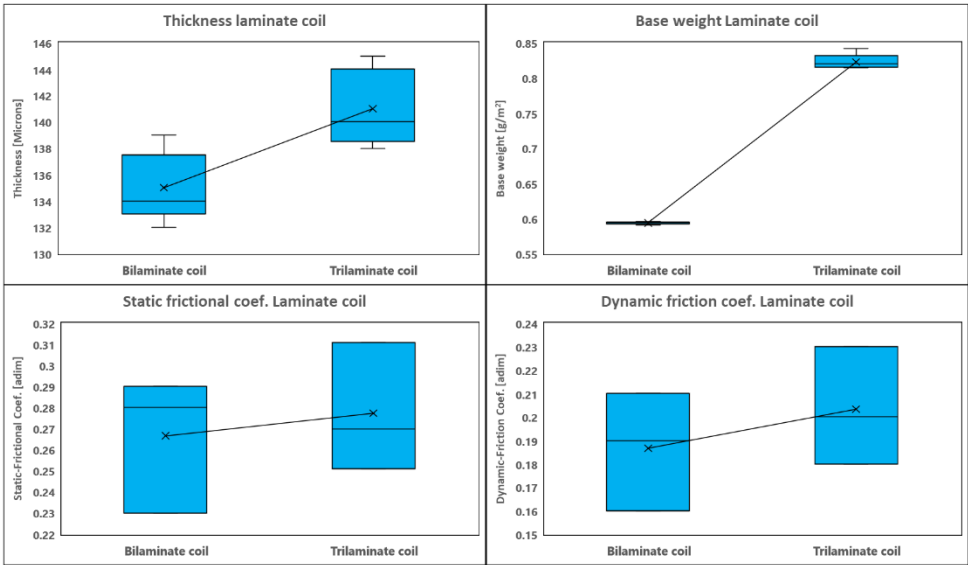 Thickness laminate coil
Thickness [Microns]
146
144
142
140
138
136
134
132
130
Bilaminate coil
Trilaminate coil
Base weight Laminate coil
Base weight [g/m²]
0.85
0.8
0.75
0.7
0.65
0.6
0.55
Bilaminate coil
Trilaminate coil
Static frictional coef. Laminate coil
Static-Frictional Coef. [adim]
0.32
0.31
0.3
0.29
0.28
0.27
0.26
0.25
0.24
0.23
0.22
Bilaminate coil
Trilaminate coil
Dynamic friction coef. Laminate coil
Dynamic-Friction Coef. [adim]
0.24
0.23
0.22
0.21
0.2
0.19
0.18
0.17
0.16
0.15
Bilaminate coil
Trilaminate coil